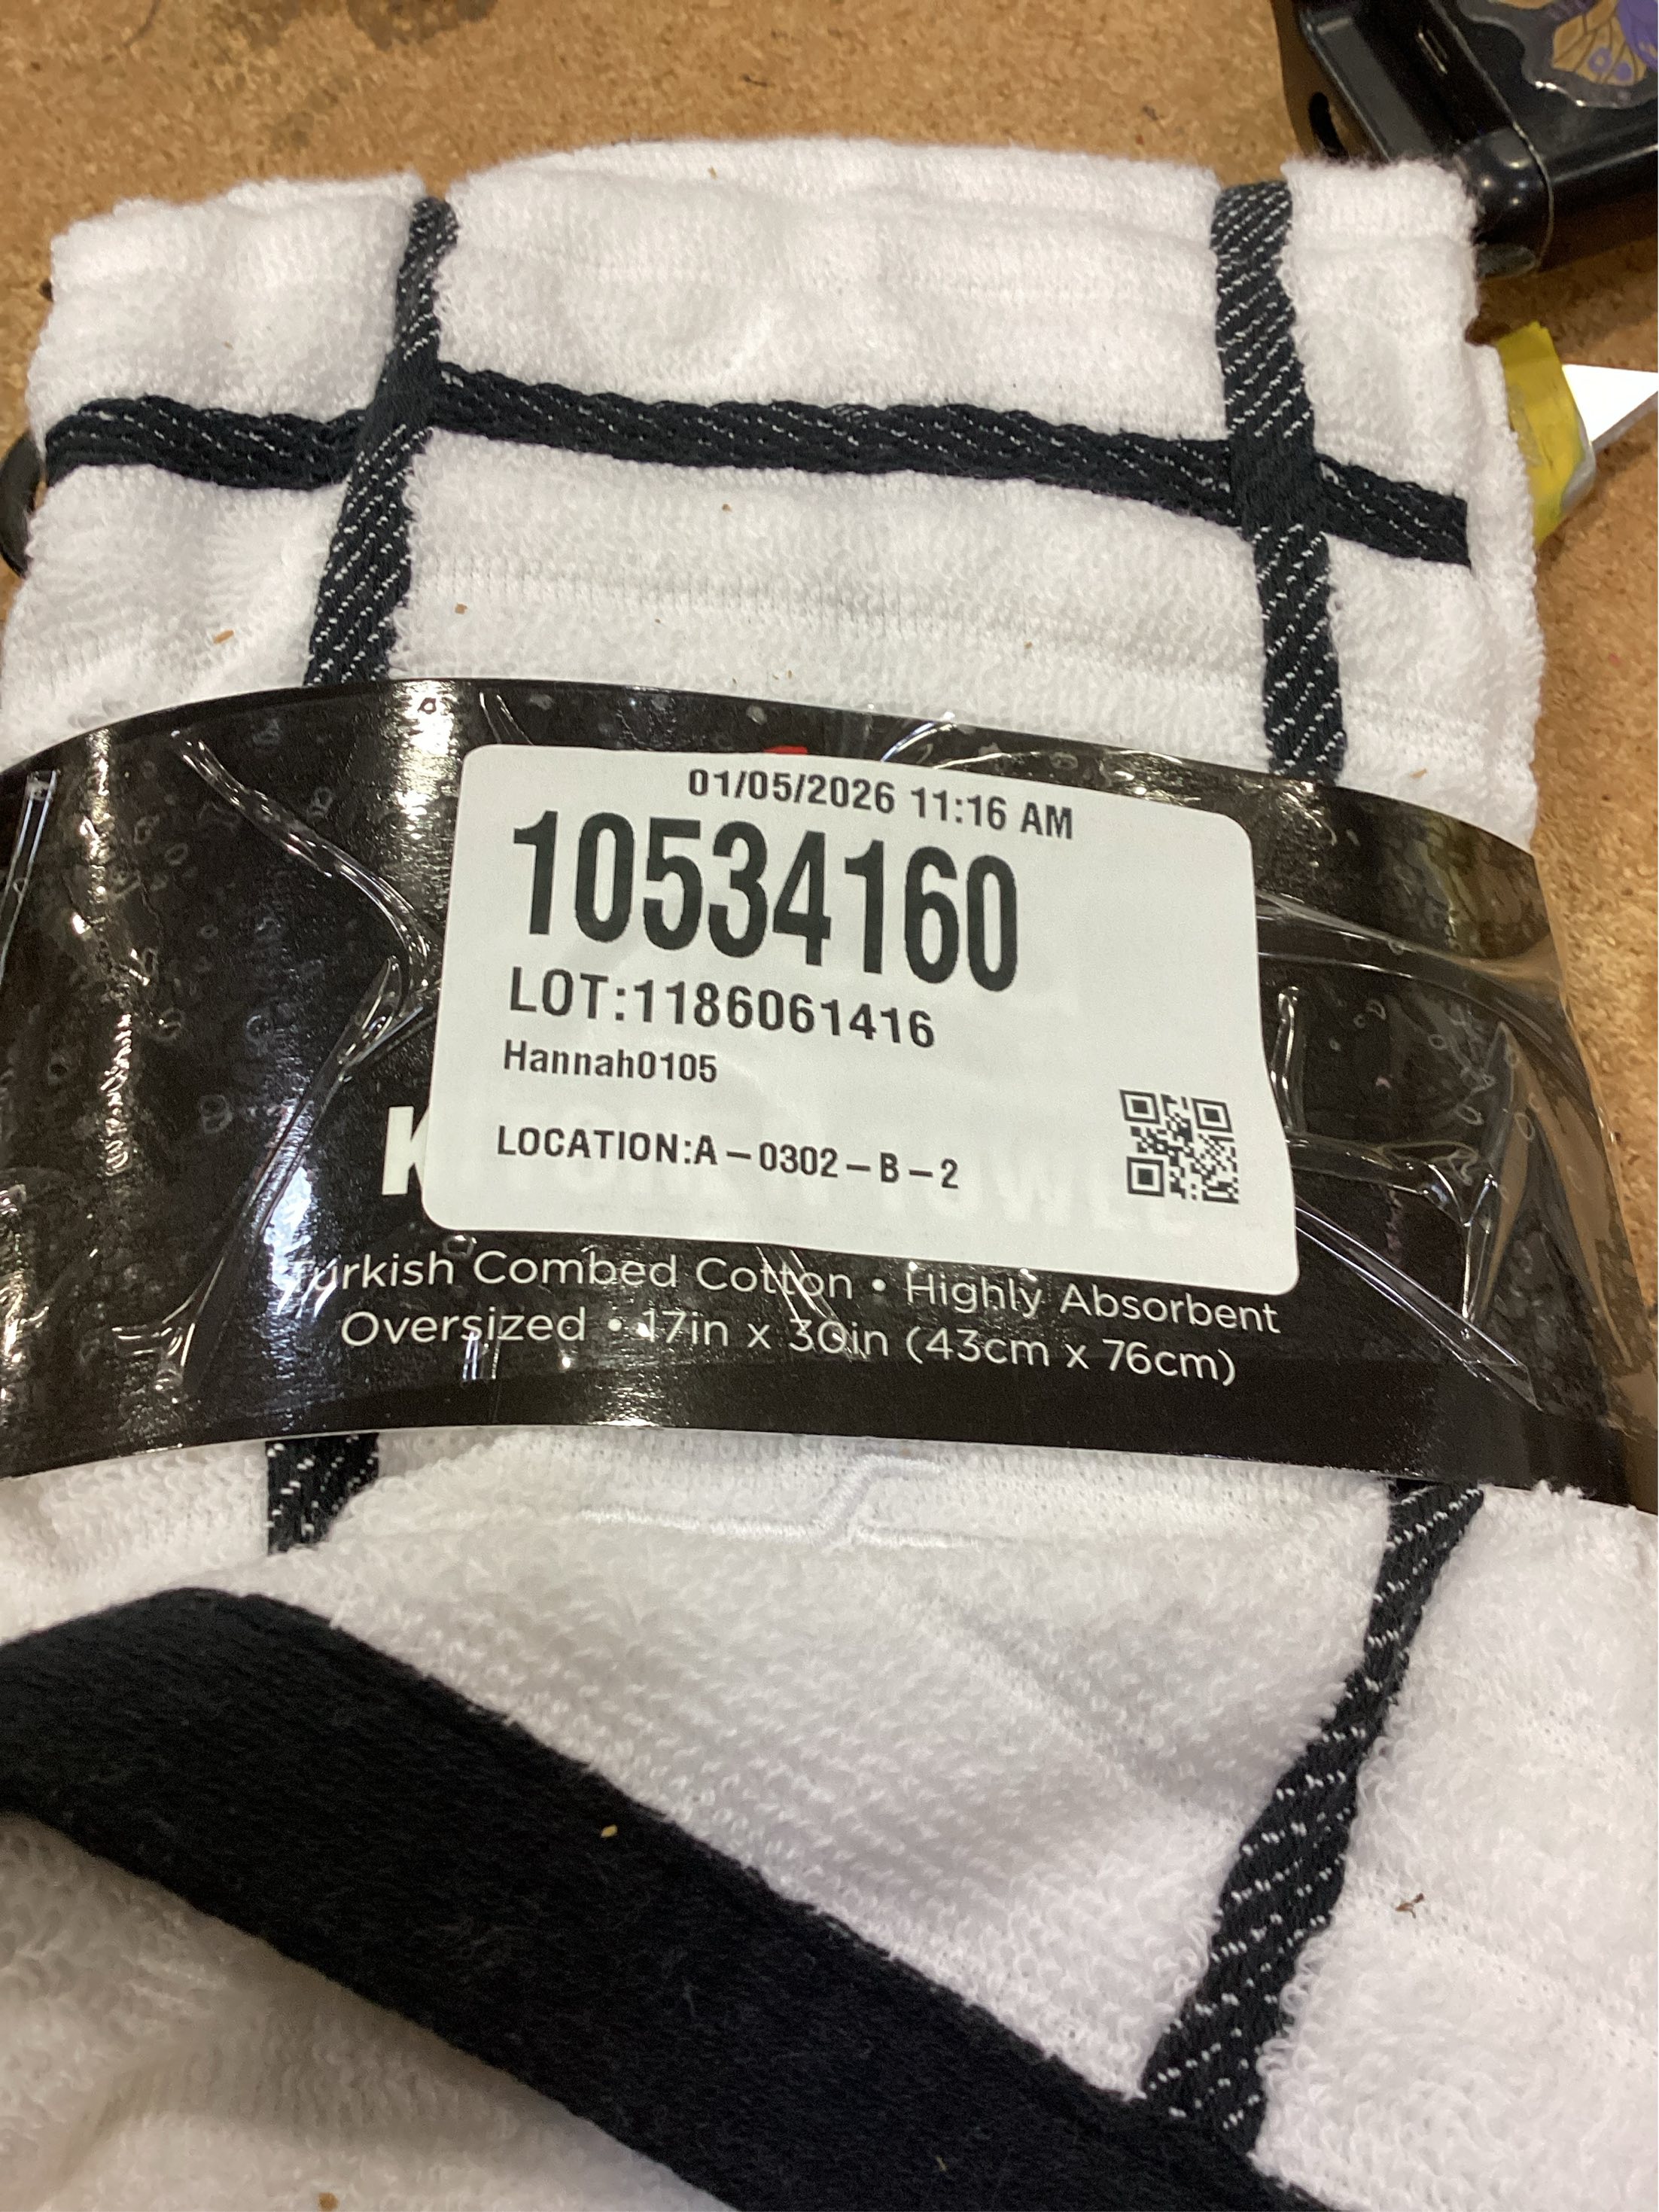 01/05/2026 11:16 AM
10534160
LOT:1186061416
Hannah0105
LOCATION:A-0302-B-2
Turkish Combed Cotton • Highly Absorbent
Oversized • 17in x 30in (43cm x 76cm)